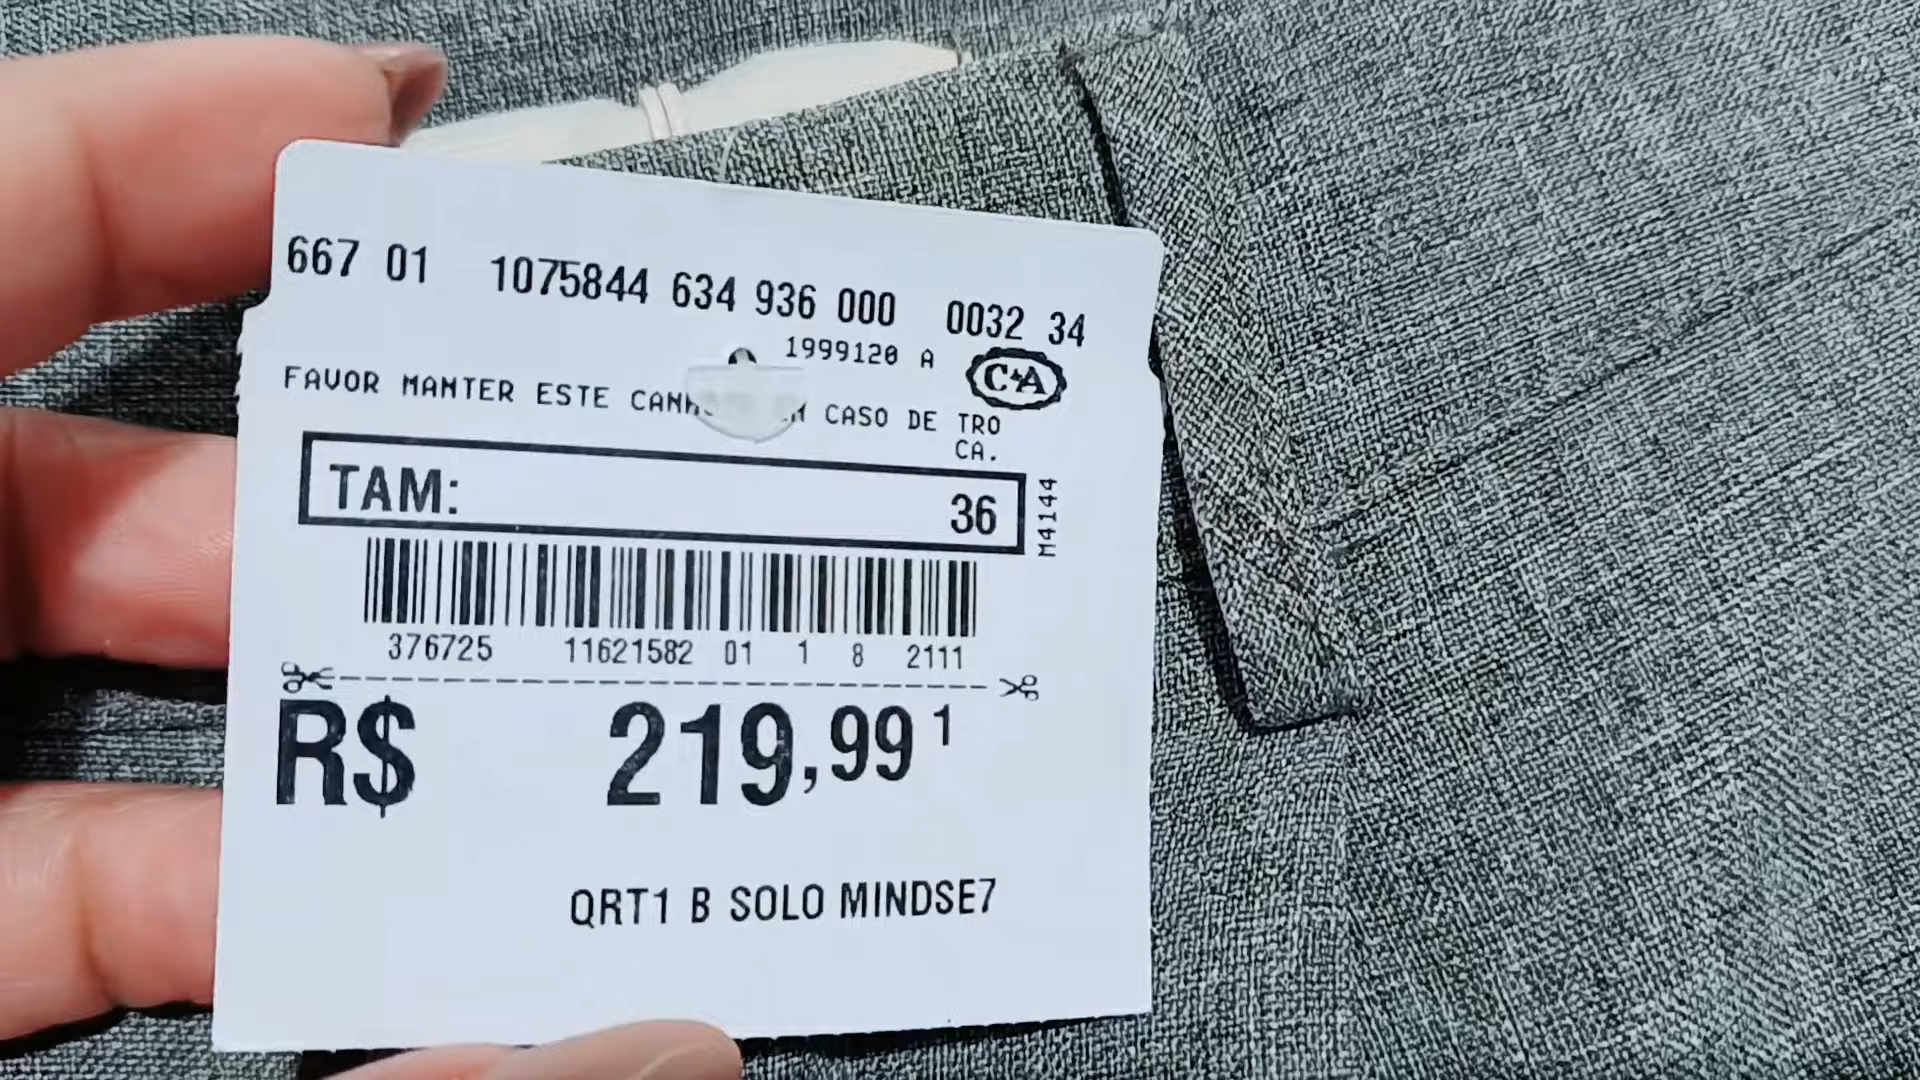 667 01 1075844 634 936 000 0032 34
1999120 A
C&A
FAVOR MANTER ESTE CASO DE TRO
CA.
TAM: 36
M4144
376725 11621582 01 1 8 2111
R$ 219,99 1
QRT1 B SOLO MINDSE7